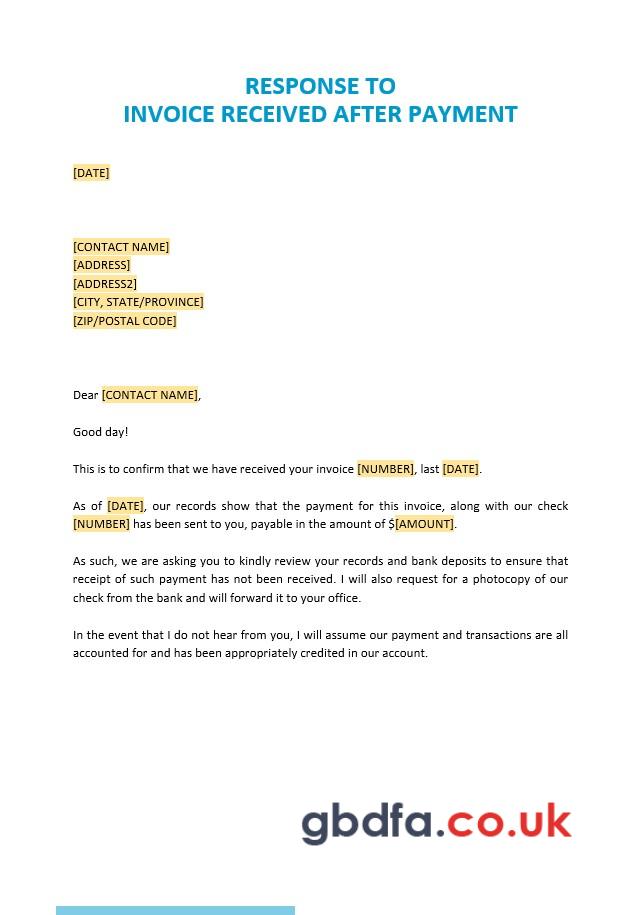 RESPONSE TO
INVOICE RECEIVED AFTER PAYMENT
[DATE]
[CONTACT NAME]
[ADDRESS]
[ADDRESS2]
[CITY, STATE/PROVINCE]
[ZIP/POSTAL CODE]
Dear [CONTACT NAME],
Good day!
This is to confirm that we have received your invoice [NUMBER], last [DATE].
As of [DATE], our records show that the payment for this invoice, along with our check
[NUMBER] has been sent to you, payable in the amount of $[AMOUNT].
As such, we are asking you to kindly review your records and bank deposits to ensure that
receipt of such payment has not been received. I will also request for a photocopy of our
check from the bank and will forward it to your office.
In the event that I do not hear from you, I will assume our payment and transactions are all
accounted for and has been appropriately credited in our account.
gbdfa.co.uk